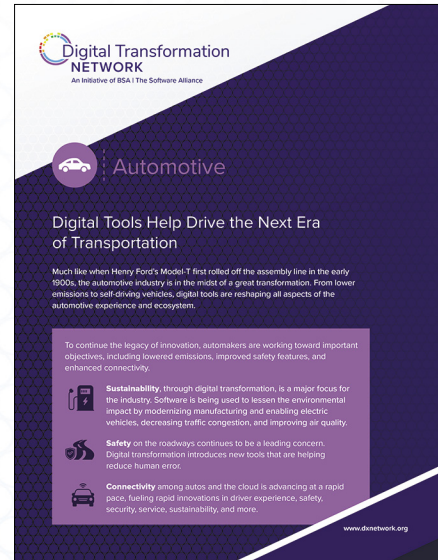 Digital Transformation
NETWORK
An Initiative of BSA | The Software Alliance
Automotive
Digital Tools Help Drive the Next Era
of Transportation
Much like when Henry Ford's Model-T first rolled off the assembly line in the early
1900s, the automotive industry is in the midst of a great transformation. From lower
emissions to self-driving vehicles, digital tools are reshaping all aspects of the
automotive experience and ecosystem.
To continue the legacy of innovation, automakers are working toward important
objectives, including lowered emissions, improved safety features, and
enhanced connectivity.
Sustainability, through digital transformation, is a major focus for
the industry. Software is being used to lessen the environmental
impact by modernizing manufacturing and enabling electric
vehicles, decreasing traffic congestion, and improving air quality.
Safety on the roadways continues to be a leading concern.
Digital transformation introduces new tools that are helping
reduce human error.
Connectivity among autos and the cloud is advancing at a rapid
pace, fueling rapid innovations in driver experience, safety,
security, service, sustainability, and more.
www.dxnetwork.org